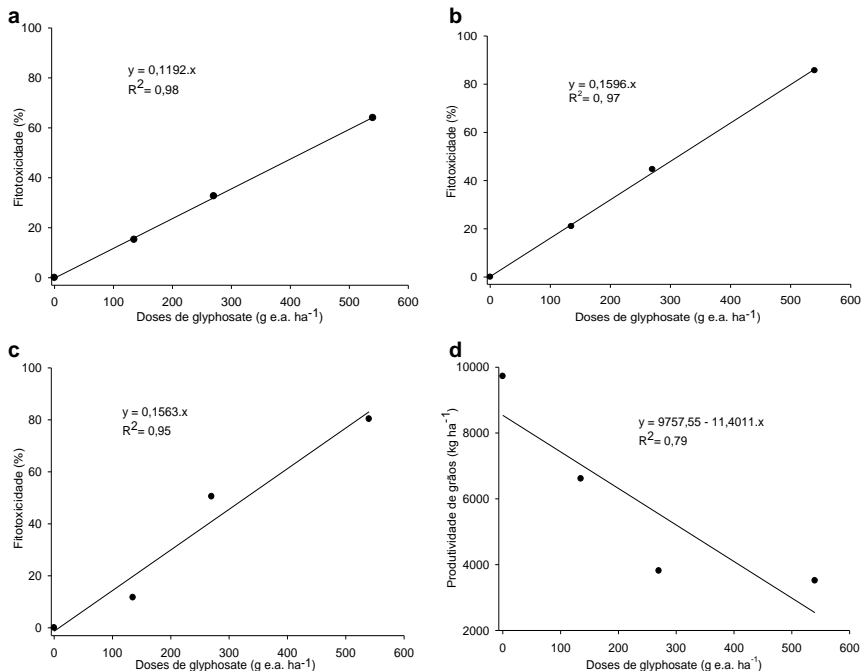 a
100
80
60
40
20
0
Fitotoxicidade (%)
y = 0,1192.x
R² = 0,98
0 100 200 300 400 500 600
Doses de glyphosate (g e.a. ha⁻¹)
b
100
80
60
40
20
0
Fitotoxicidade (%)
y = 0,1596.x
R² = 0, 97
0 100 200 300 400 500 600
Doses de glyphosate (g e.a. ha⁻¹)
c
100
80
60
40
20
0
Fitotoxicidade (%)
y = 0,1563.x
R² = 0,95
0 100 200 300 400 500 600
Doses de glyphosate (g e.a. ha⁻¹)
d
10000
8000
6000
4000
2000
Produtividade de grãos (kg ha⁻¹)
y = 9757,55 - 11,4011.x
R² = 0,79
0 100 200 300 400 500 600
Doses de glyphosate (g e.a. ha⁻¹)